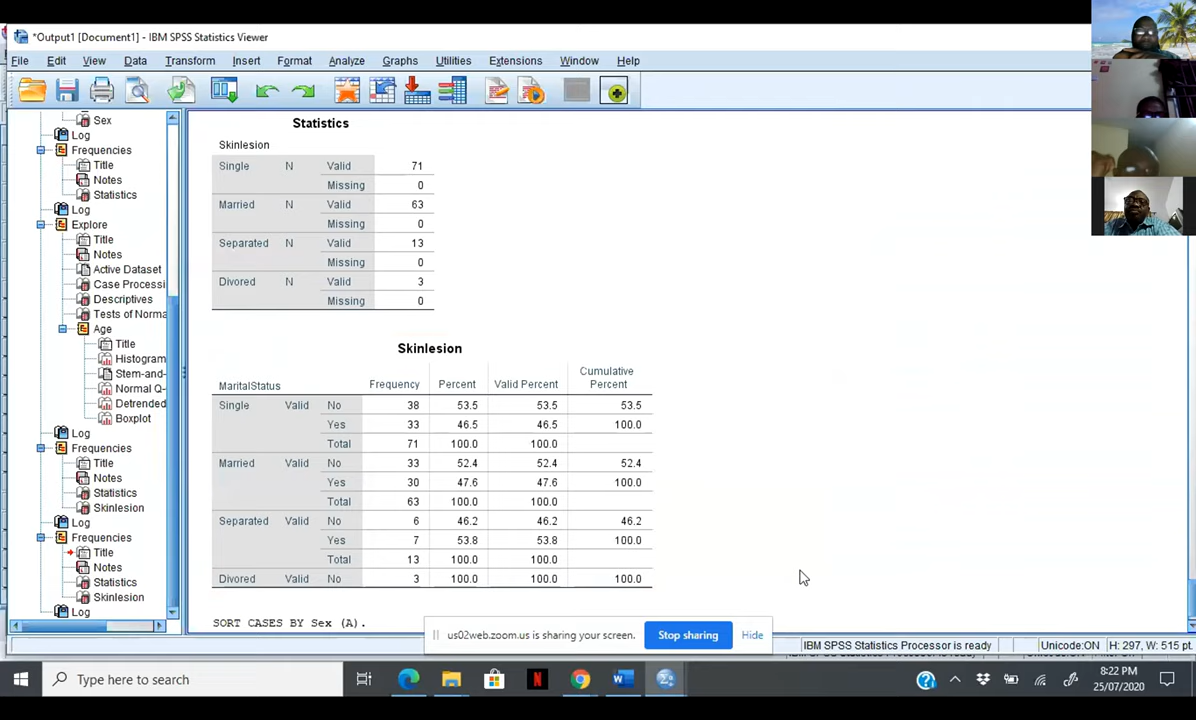 *Output1 [Document1] - IBM SPSS Statistics Viewer
File Edit View Data Transform Insert Format Analyze Graphs Utilities Extensions Window Help
Sex
Log
Frequencies
Title
Notes
Statistics
Log
Explore
Title
Notes
Active Dataset
Case Processi
Descriptives
Tests of Norma
Age
Title
Histogram
Stem-and-
Normal Q-
Detrended
Boxplot
Log
Frequencies
Title
Notes
Statistics
Skinlesion
Log
Frequencies
Title
Notes
Statistics
Skinlesion
Log
Statistics
Skinlesion
Single N Valid 71
Missing 0
Married N Valid 63
Missing 0
Separated N Valid 13
Missing 0
Divored N Valid 3
Missing 0
Skinlesion
MaritalStatus Frequency Percent Valid Percent Cumulative Percent
Single Valid No 38 53.5 53.5 53.5
Yes 33 46.5 46.5 100.0
Total 71 100.0 100.0
Married Valid No 33 52.4 52.4 52.4
Yes 30 47.6 47.6 100.0
Total 63 100.0 100.0
Separated Valid No 6 46.2 46.2 46.2
Yes 7 53.8 53.8 100.0
Total 13 100.0 100.0
Divored Valid No 3 100.0 100.0 100.0
SORT CASES BY Sex (A).
us02web.zoom.us is sharing your screen. Stop sharing Hide
IBM SPSS Statistics Processor is ready Unicode:ON H: 297, W: 515 pt.
Type here to search
8:22 PM
25/07/2020